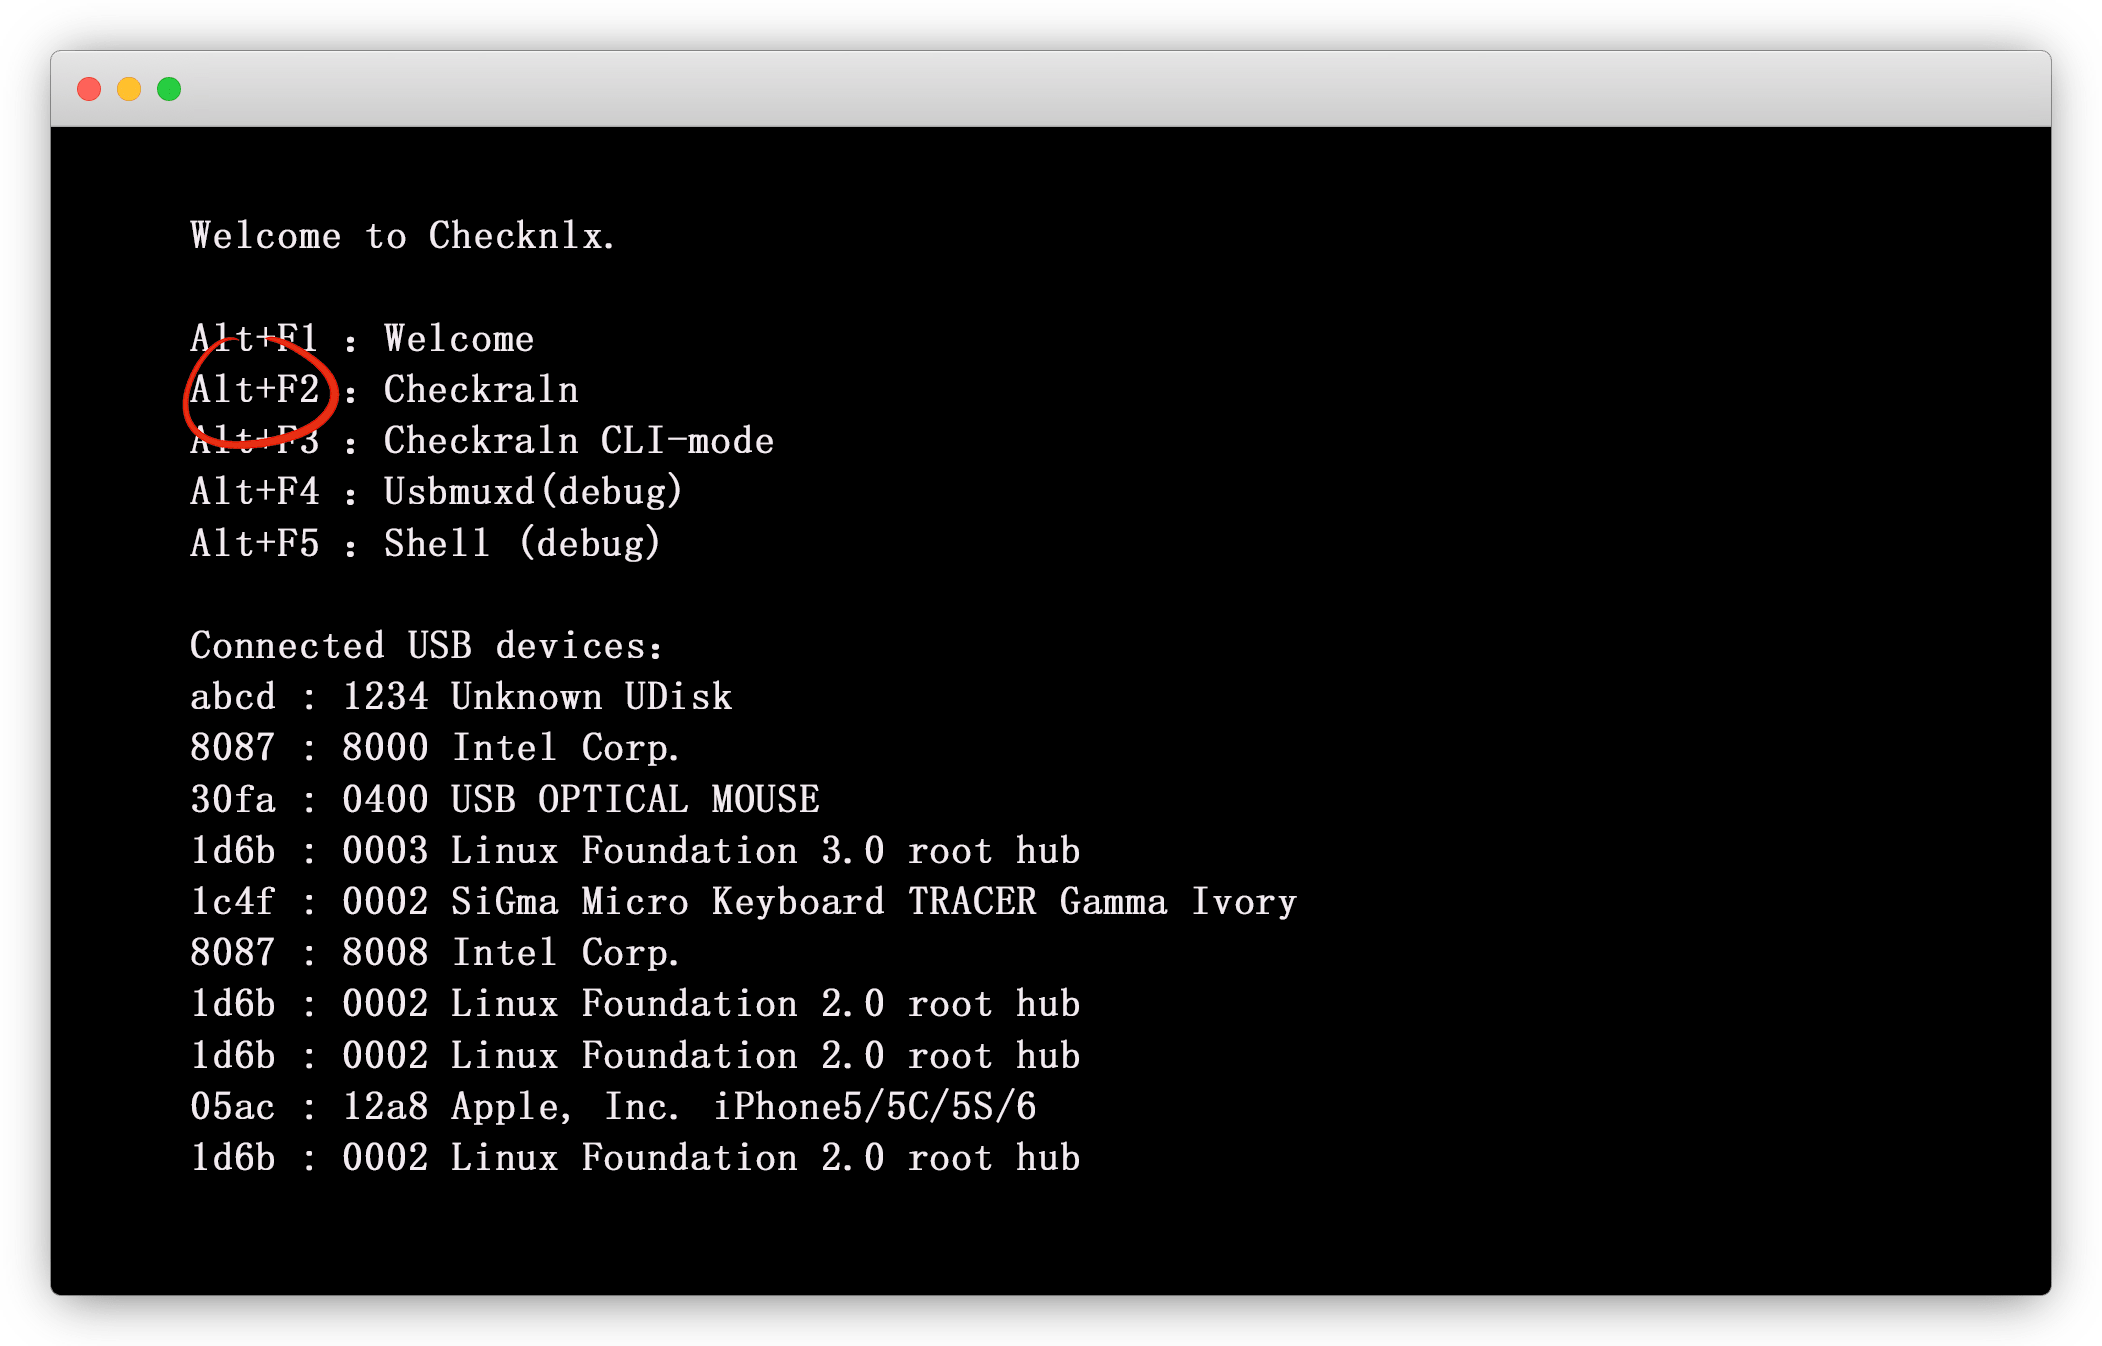 Welcome to Checknlx.
Alt+F1 : Welcome
Alt+F2 : Checkraln
Alt+F3 : Checkraln CLI-mode
Alt+F4 : Usbmuxd(debug)
Alt+F5 : Shell (debug)
Connected USB devices:
abcd : 1234 Unknown UDisk
8087 : 8000 Intel Corp.
30fa : 0400 USB OPTICAL MOUSE
1d6b : 0003 Linux Foundation 3.0 root hub
1c4f : 0002 SiGma Micro Keyboard TRACER Gamma Ivory
8087 : 8008 Intel Corp.
1d6b : 0002 Linux Foundation 2.0 root hub
1d6b : 0002 Linux Foundation 2.0 root hub
05ac : 12a8 Apple, Inc. iPhone5/5C/5S/6
1d6b : 0002 Linux Foundation 2.0 root hub